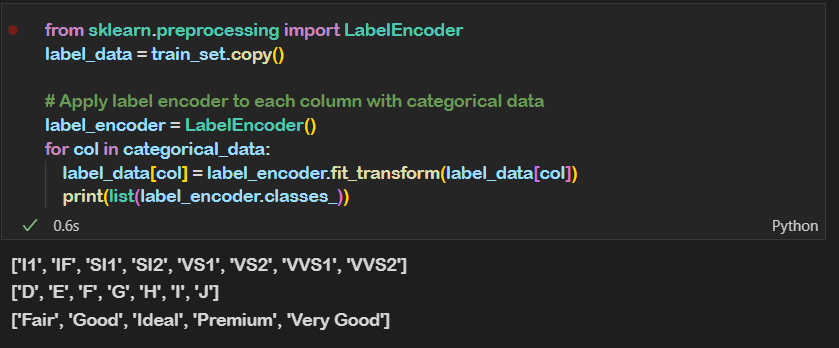 from sklearn.preprocessing import LabelEncoder
label_data = train_set.copy()
# Apply label encoder to each column with categorical data
label_encoder = LabelEncoder()
for col in categorical_data:
label_data[col] = label_encoder.fit_transform(label_data[col])
print(list(label_encoder.classes_))
0.6s
Python
['I1', 'IF', 'SI1', 'SI2', 'VS1', 'VS2', 'VVS1', 'VVS2']
['D', 'E', 'F', 'G', 'H', 'I', 'J']
['Fair', 'Good', 'Ideal', 'Premium', 'Very Good']